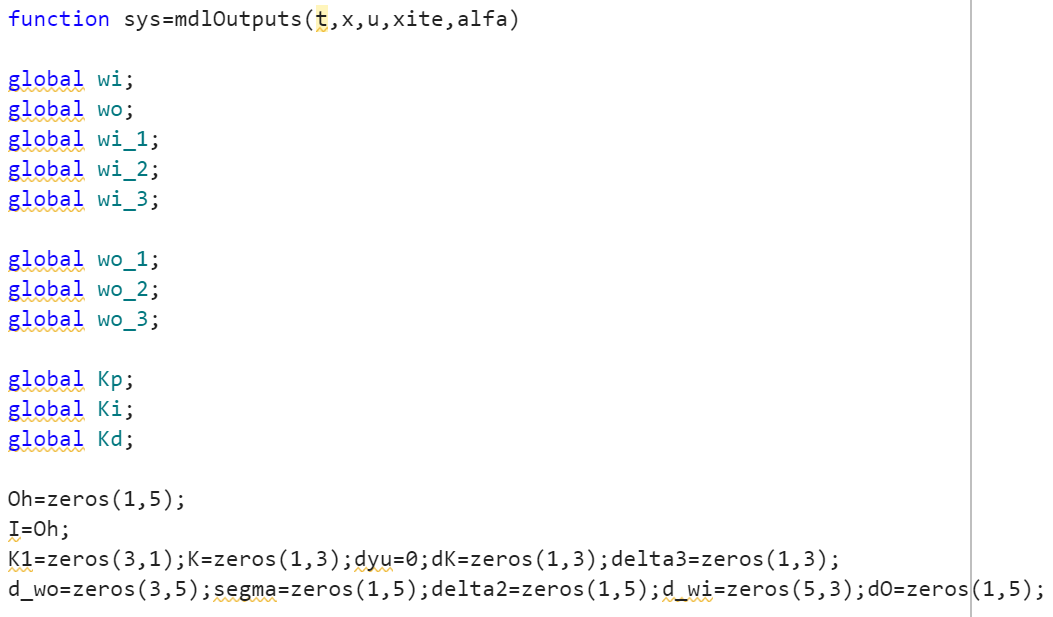 function sys=mdlOutputs(t,x,u,xite,alfa)
global wi;
global wo;
global wi_1;
global wi_2;
global wi_3;
global wo_1;
global wo_2;
global wo_3;
global Kp;
global Ki;
global Kd;
Oh=zeros(1,5);
I=Oh;
K1=zeros(3,1);K=zeros(1,3);dyu=0;dK=zeros(1,3);delta3=zeros(1,3);
d_wo=zeros(3,5);segma=zeros(1,5);delta2=zeros(1,5);d_wi=zeros(5,3);dO=zeros(1,5);